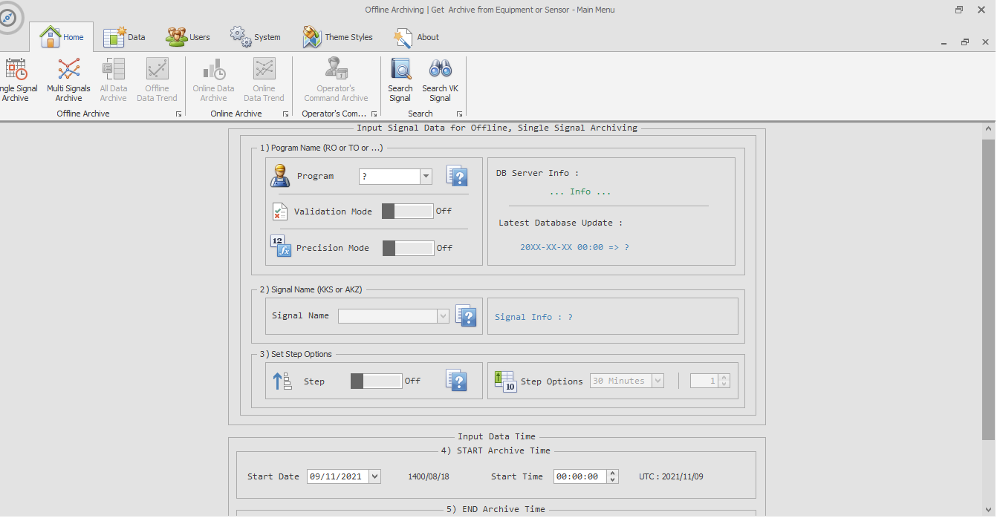 Offline Archiving | Get Archive from Equipment or Sensor - Main Menu
Home Data Users System Theme Styles About
ngle Signal Archive
Multi Signals Archive
All Data Archive
Offline Data Trend
Online Data Archive
Online Data Trend
Operator's Command Archive
Search Signal
Search VK Signal
Offline Archive Online Archive Operator's Com... Search
Input Signal Data for Offline, Single Signal Archiving
1) Pogram Name (RO or TO or ...)
Program ?
?
Validation Mode Off
12
fx
Precision Mode Off
DB Server Info :
... Info ...
Latest Database Update :
20XX-XX-XX 00:00 => ?
2) Signal Name (KKS or AKZ)
Signal Name
?
Signal Info : ?
3) Set Step Options
Step Off
?
10
Step Options 30 Minutes 1
Input Data Time
4) START Archive Time
Start Date 09/11/2021 1400/08/18 Start Time 00:00:00 UTC : 2021/11/09
5) END Archive Time